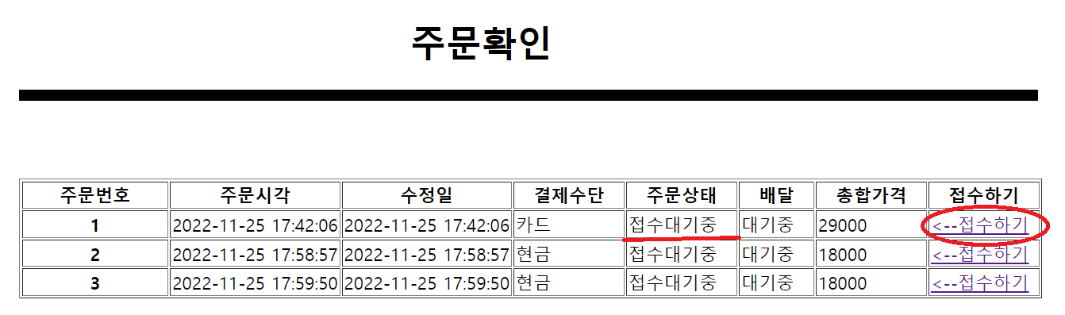 주문확인
주문번호 주문시각 수정일 결제수단 주문상태 배달 총합가격 접수하기
1 2022-11-25 17:42:06 2022-11-25 17:42:06 카드 접수대기중 대기중 29000 <--접수하기
2 2022-11-25 17:58:57 2022-11-25 17:58:57 현금 접수대기중 대기중 18000 <--접수하기
3 2022-11-25 17:59:50 2022-11-25 17:59:50 현금 접수대기중 대기중 18000 <--접수하기